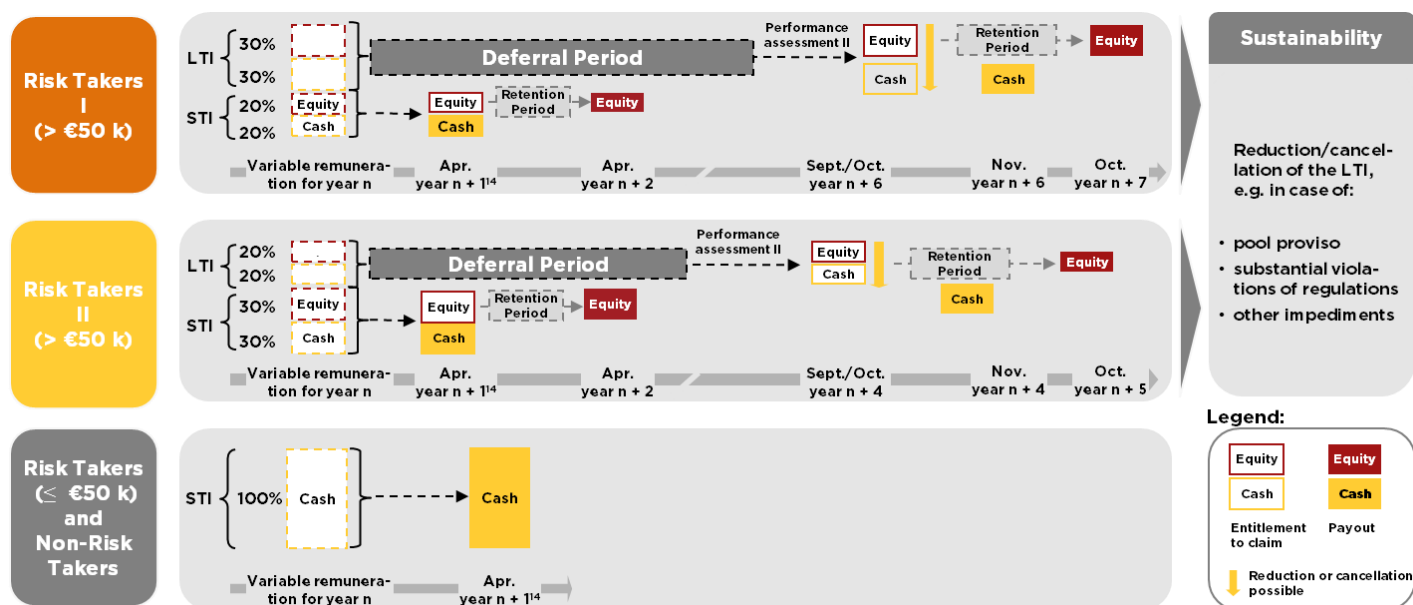 Risk Takers
I
(> €50 k)
LTI
30%
30%
STI
20%
20%
Equity
Cash
Deferral Period
Equity
Cash
Retention
Period
Equity
Performance
assessment II
Equity
Cash
Retention
Period
Cash
Equity
Variable remunera-
tion for year n
Apr.
year n + 1¹⁴
Apr.
year n + 2
Sept./Oct.
year n + 6
Nov.
year n + 6
Oct.
year n + 7
Risk Takers
II
(> €50 k)
LTI
20%
20%
STI
30%
30%
Equity
Cash
Deferral Period
Equity
Cash
Retention
Period
Equity
Performance
assessment II
Equity
Cash
Retention
Period
Cash
Equity
Variable remunera-
tion for year n
Apr.
year n + 1¹⁴
Apr.
year n + 2
Sept./Oct.
year n + 4
Nov.
year n + 4
Oct.
year n + 5
Risk Takers
(≤ €50 k)
and
Non-Risk
Takers
STI
100%
Cash
Cash
Variable remunera-
tion for year n
Apr.
year n + 1¹⁴
Sustainability
Reduction/cancel-
lation of the LTI,
e.g. in case of:
• pool proviso
• substantial viola-
tions of regulations
• other impediments
Legend:
Equity
Equity
Cash
Cash
Entitlement
to claim
Payout
Reduction or cancellation
possible